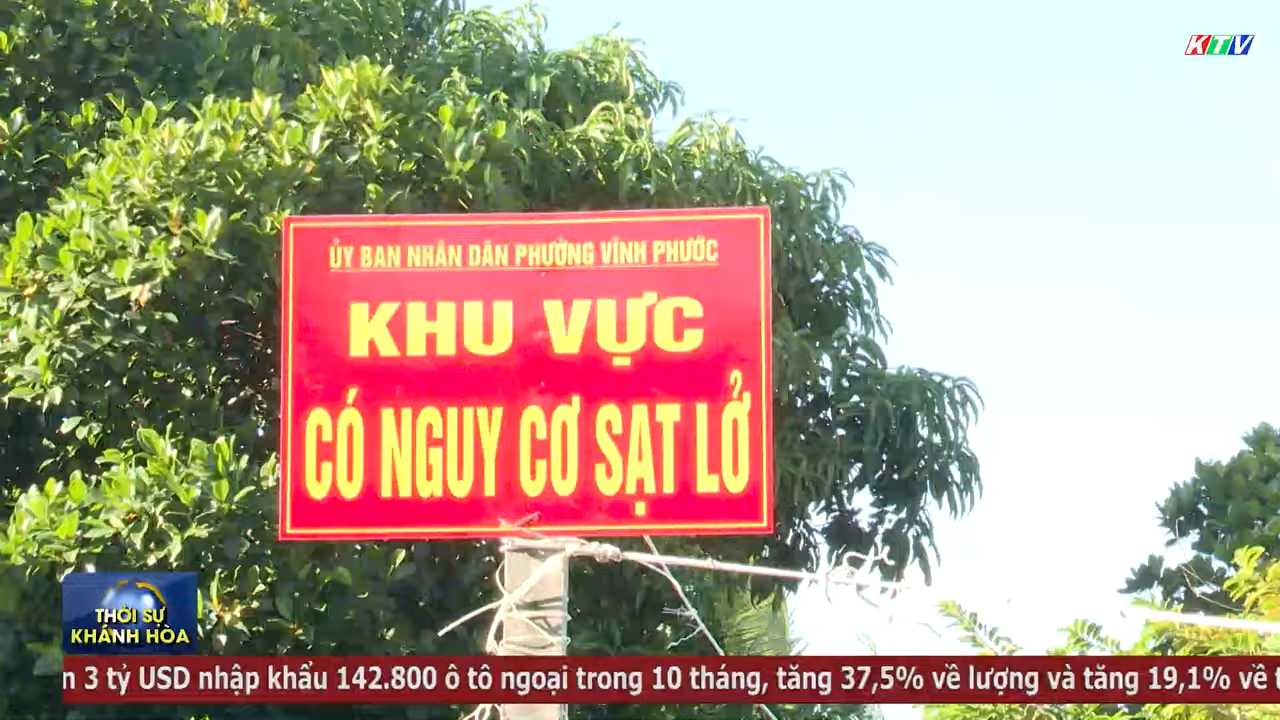 KTV
ỦY BAN NHÂN DÂN PHƯỜNG VĨNH PHƯỚC
KHU VỰC
CÓ NGUY CƠ SẠT LỞ
THỜI SỰ
KHÁNH HÒA
3 tỷ USD nhập khẩu 142.800 ô tô ngoại trong 10 tháng, tăng 37,5% về lượng và tăng 19,1% về